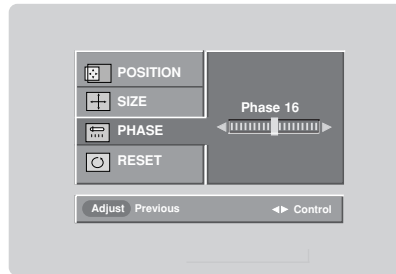 POSITION
SIZE
PHASE
RESET
Phase 16
Adjust Previous
◄► Control